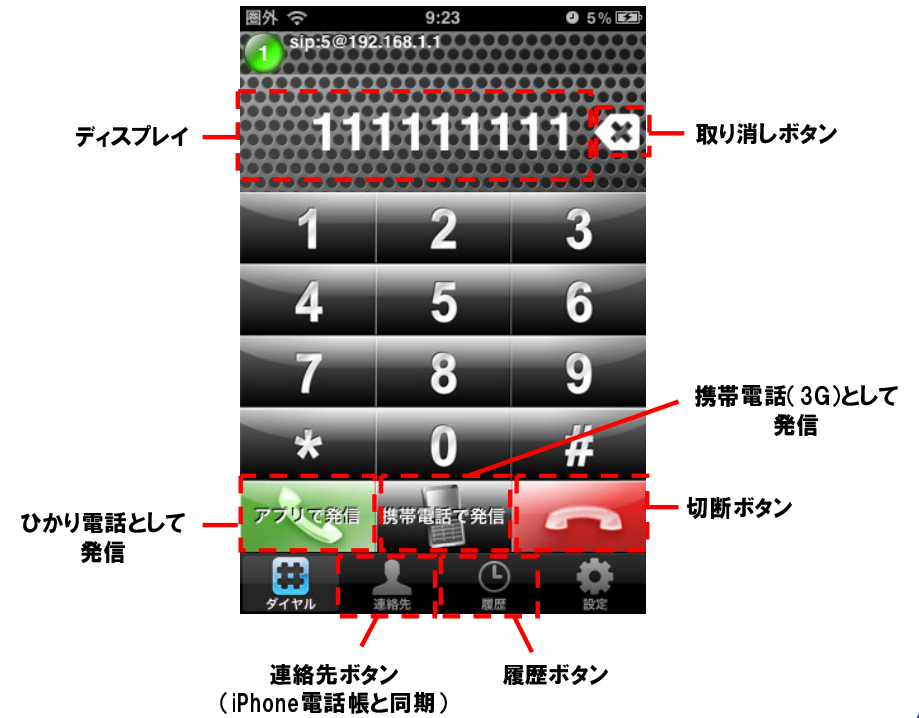 圏外 9:23 5%
1 sip:5@192.168.1.1
ディスプレイ
111111111
取り消しボタン
1 2 3
4 5 6
7 8 9
* 0 #
携帯電話(3G)として
発信
アプリで発信 携帯電話で発信
切断ボタン
ひかり電話として
発信
ダイヤル 連絡先 履歴 設定
連絡先ボタン
(iPhone電話帳と同期)
履歴ボタン